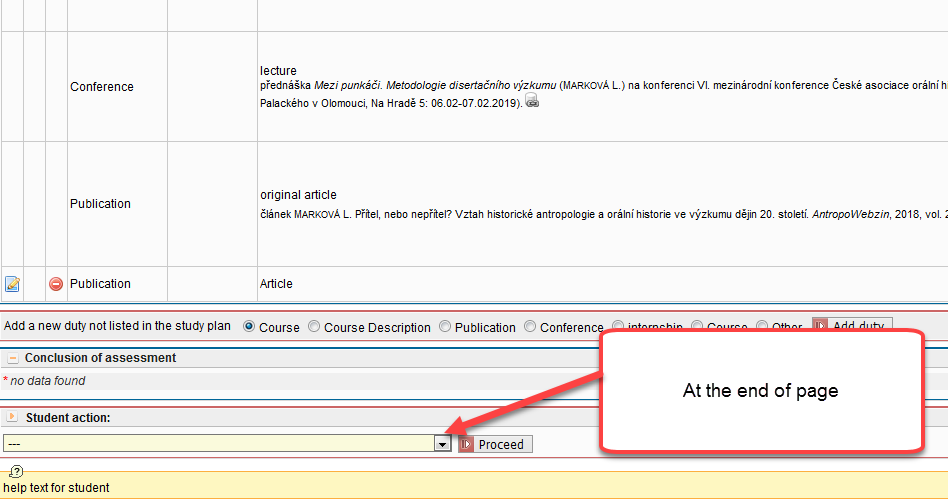 Conference
lecture
přednáška Mezi punkáči. Metodologie disertačního výzkumu (MARKOVÁ L.) na konferenci VI. mezinárodní konference České asociace orální hi
Palackého v Olomouci, Na Hradě 5: 06.02-07.02.2019).
Publication
original article
článek MARKOVÁ L. Přítel, nebo nepřítel? Vztah historické antropologie a orální historie ve výzkumu dějin 20. století. AntropoWebzin, 2018, vol. 2
Publication
Article
Add a new duty not listed in the study plan Course Course Description Publication Conference internship Course Other Add duty
Conclusion of assessment
* no data found
At the end of page
Student action:
---
Proceed
help text for student